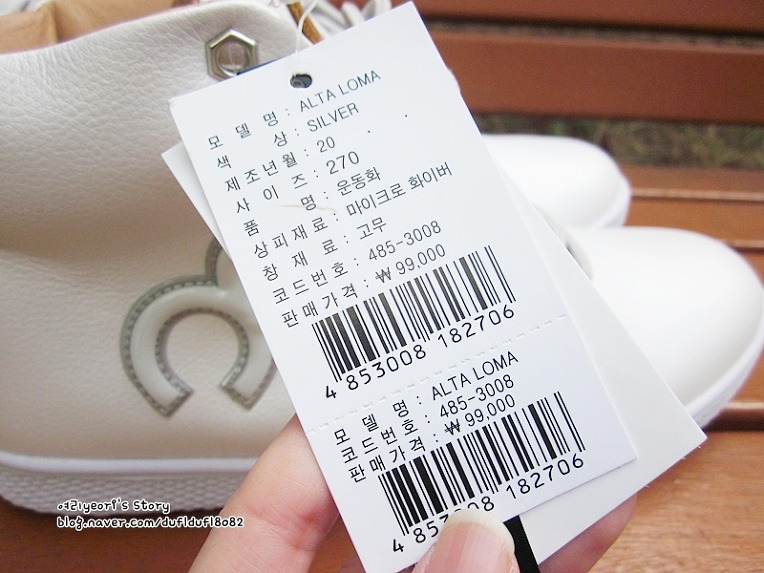 모델명 : ALTA LOMA
색상 : SILVER
제조년월 : 20 . .
사이즈 : 270
품명 : 운동화
상피재료 : 마이크로 화이버
창재료 : 고무
코드번호 : 485-3008
판매가격 : ₩ 99,000
4 853008 182706
모델명 : ALTA LOMA
코드번호 : 485-3008
판매가격 : ₩ 99,000
4 853008 182706
여리yeori's Story
blog.naver.com/duflduf18082